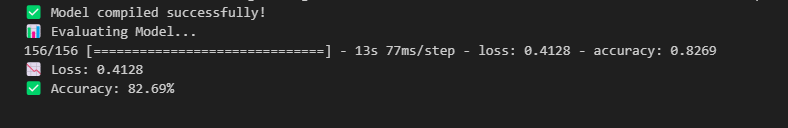 ✅ Model compiled successfully!
📊 Evaluating Model...
156/156 [==============================] - 13s 77ms/step - loss: 0.4128 - accuracy: 0.8269
📉 Loss: 0.4128
✅ Accuracy: 82.69%